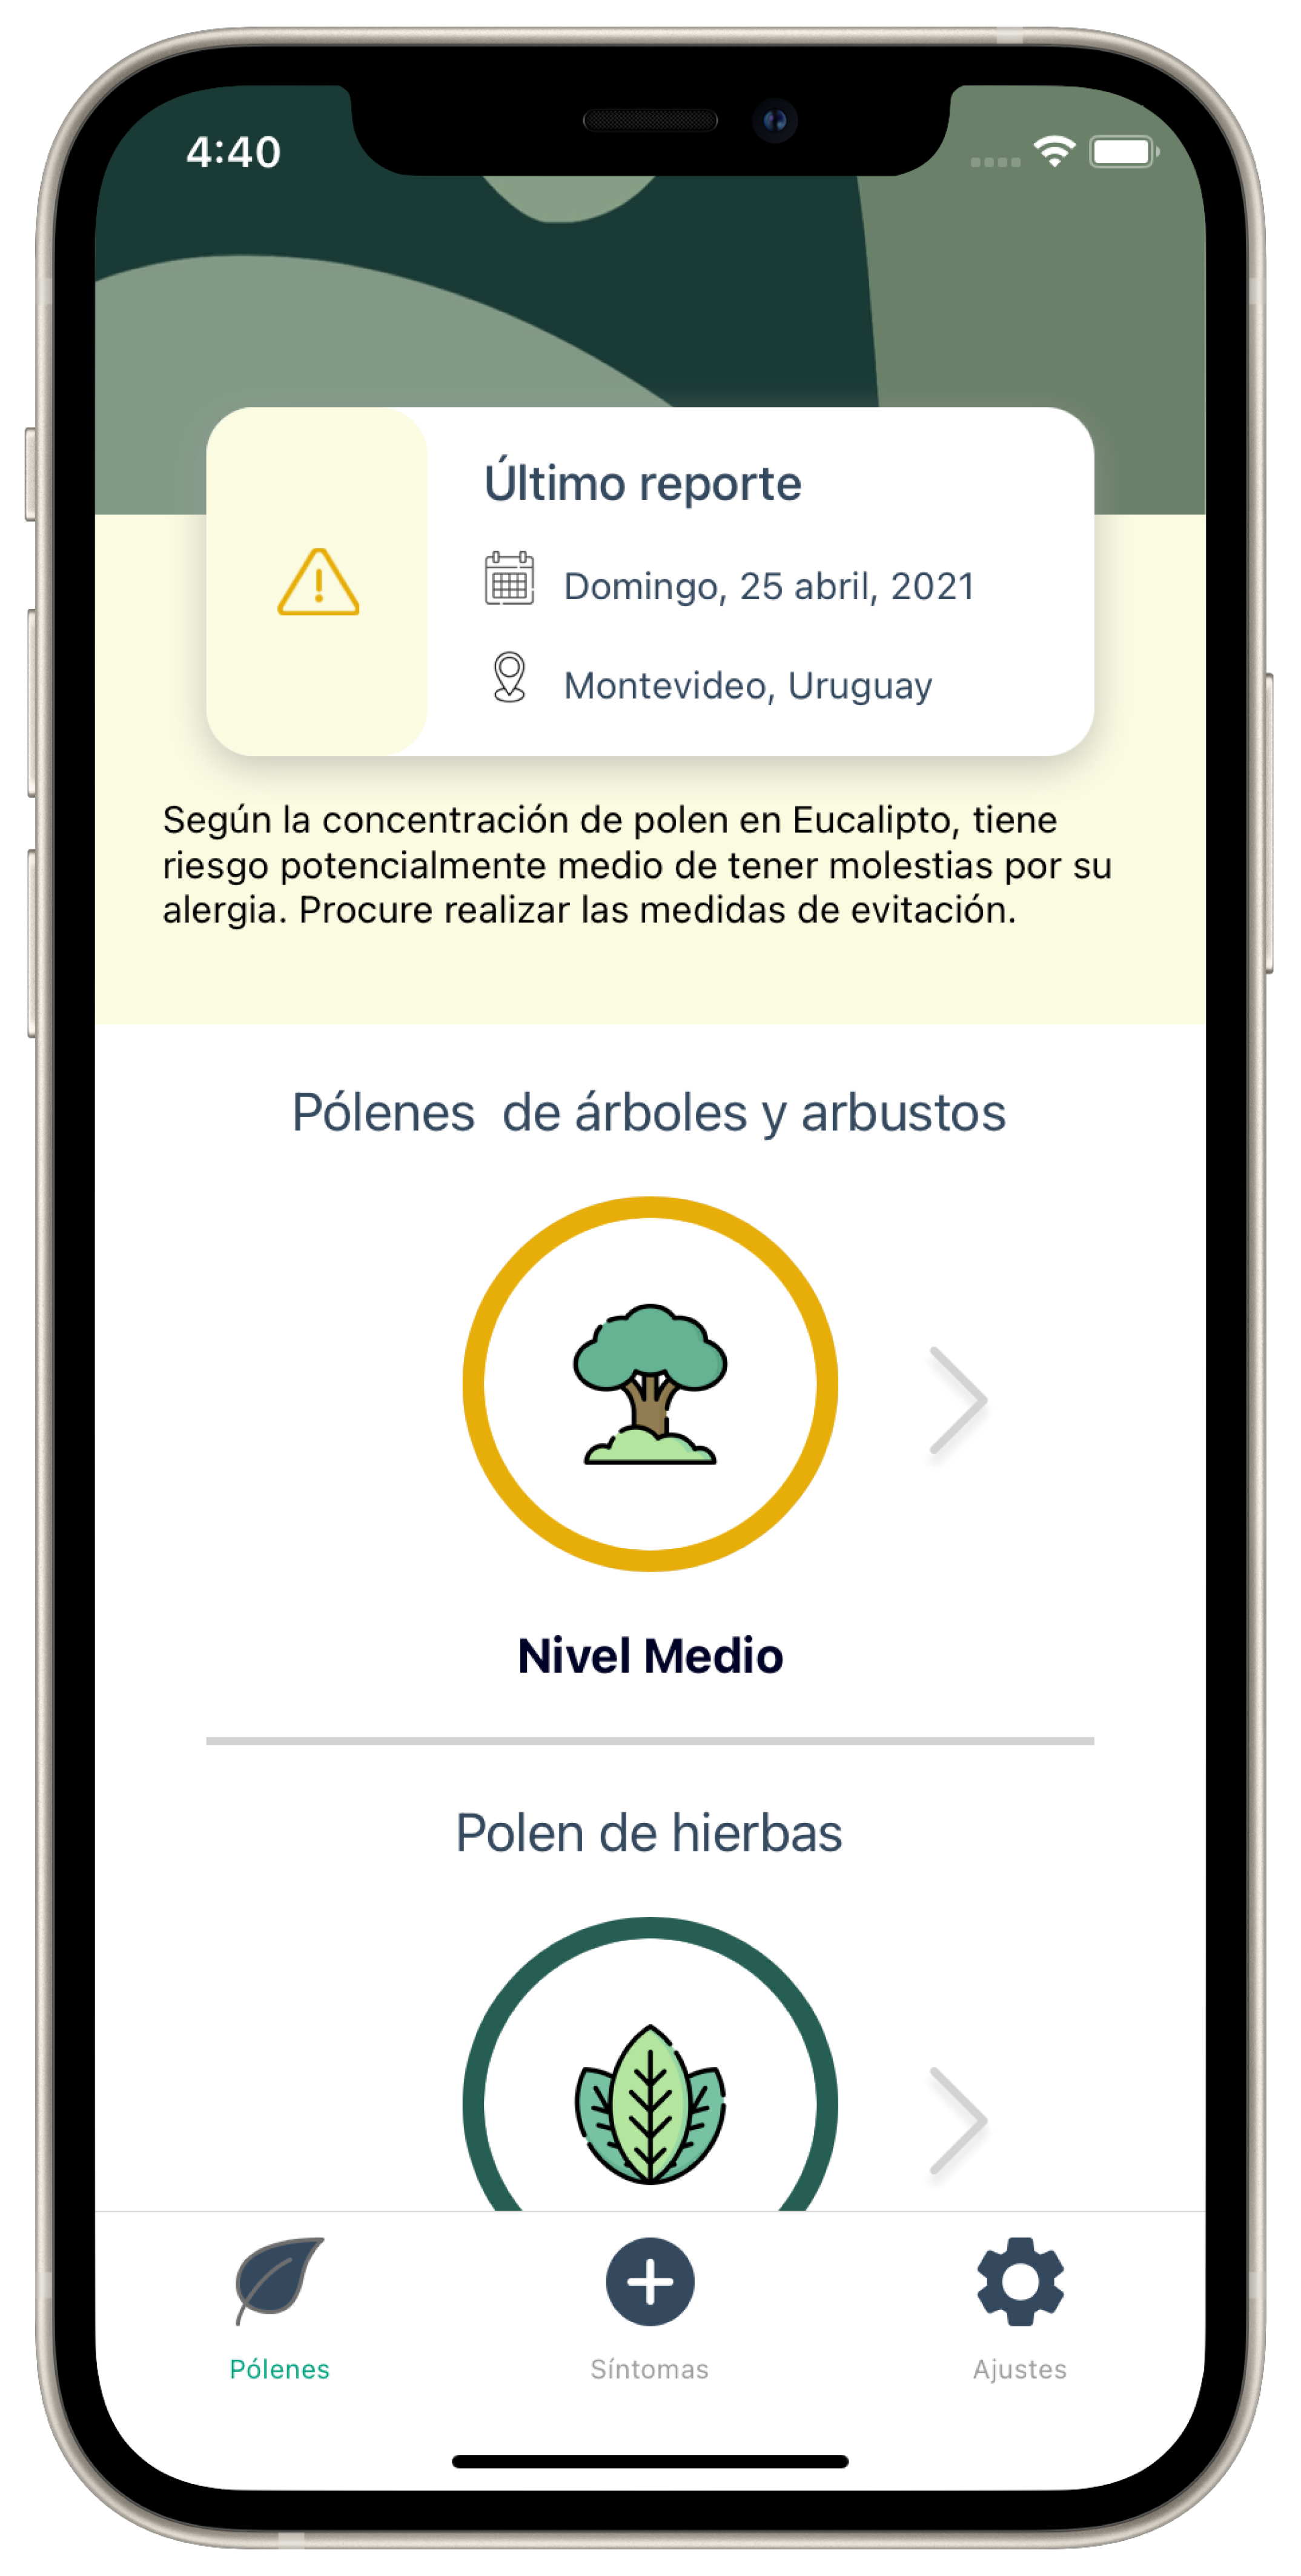 4:40
Último reporte
Domingo, 25 abril, 2021
Montevideo, Uruguay
Según la concentración de polen en Eucalipto, tiene
riesgo potencialmente medio de tener molestias por su
alergia. Procure realizar las medidas de evitación.
Pólenes de árboles y arbustos
Nivel Medio
Polen de hierbas
Pólenes
Síntomas
Ajustes